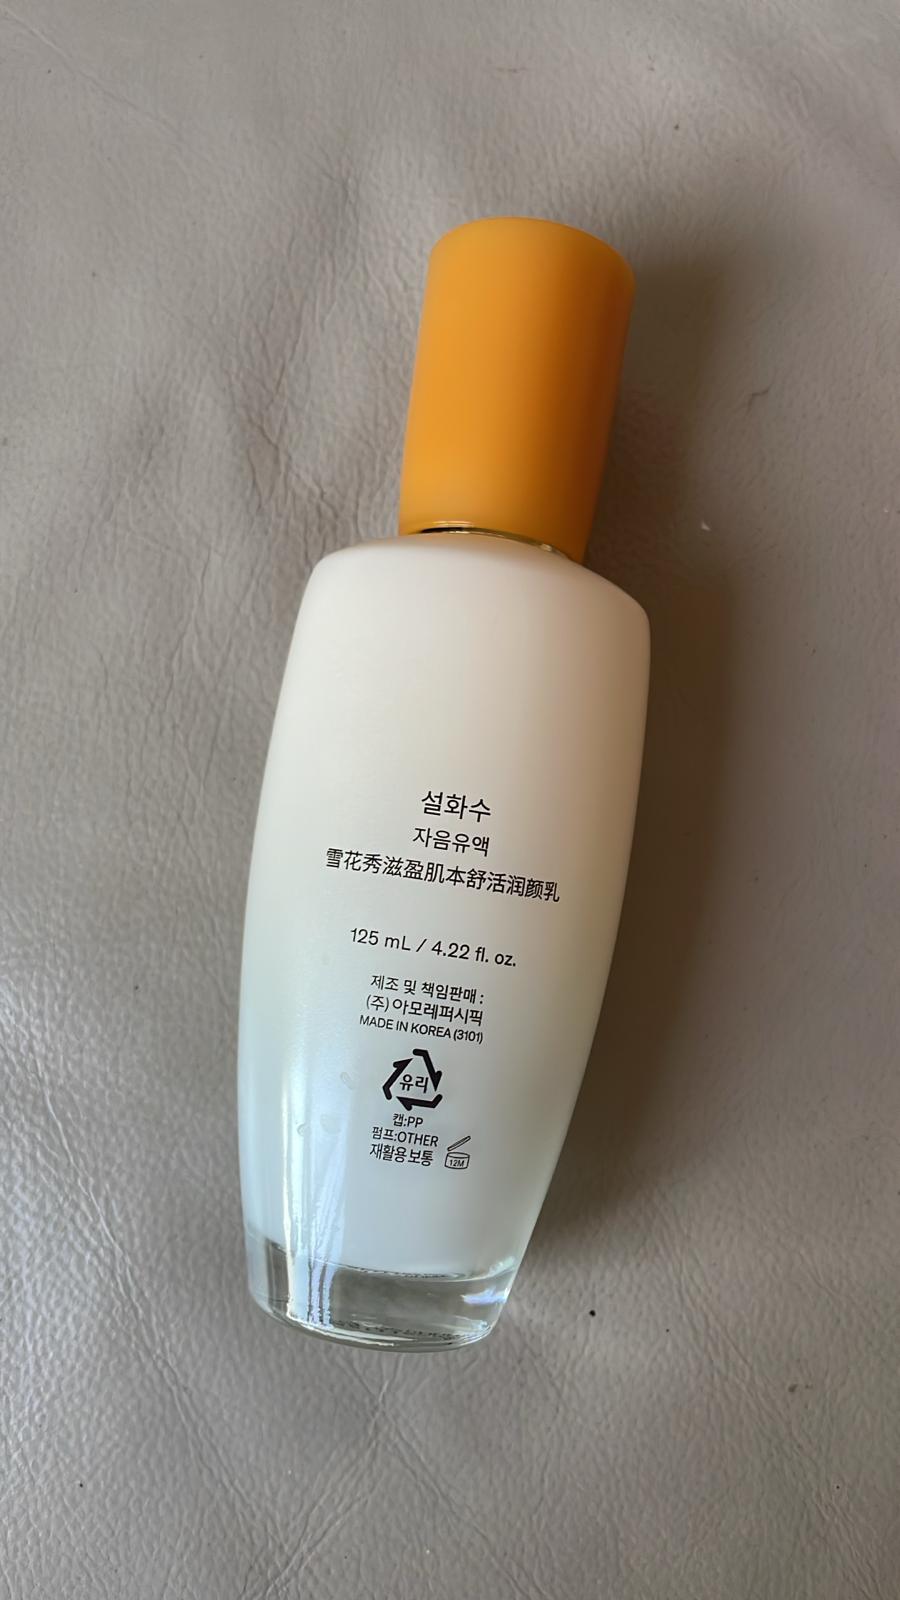 설화수
자음유액
雪花秀滋盈肌本舒活润颜乳
125 mL / 4.22 fl. oz.
제조 및 책임판매 :
(주)아모레퍼시픽
MADE IN KOREA (3101)
유리
캡:PP
펌프:OTHER
재활용보통
12M